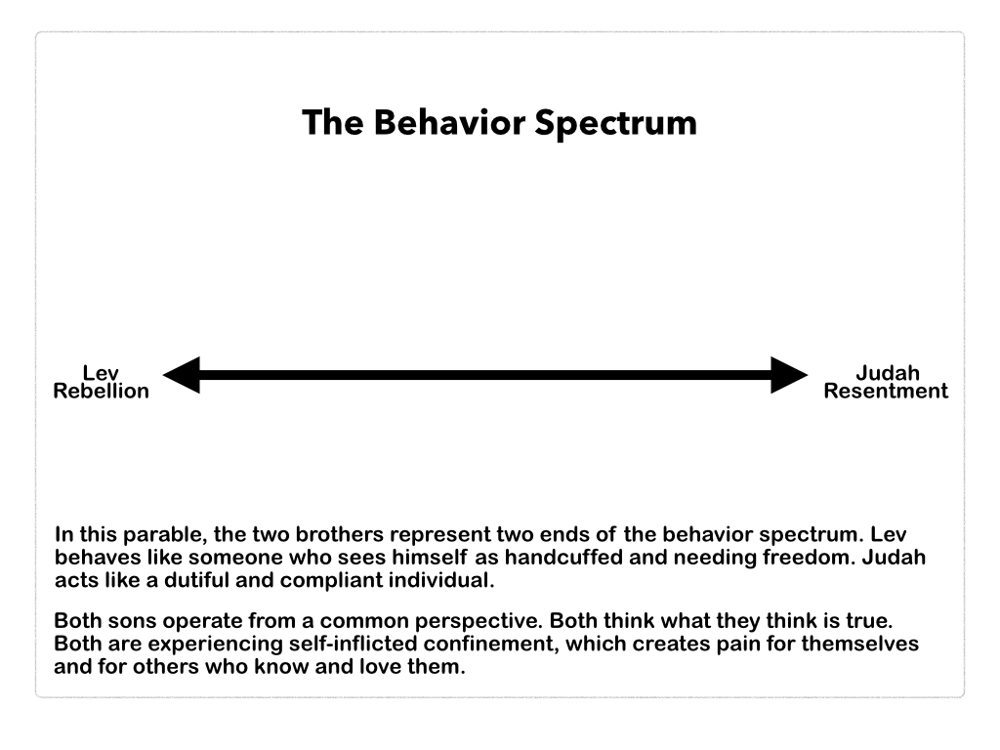 The Behavior Spectrum
Lev
Rebellion
Judah
Resentment
In this parable, the two brothers represent two ends of the behavior spectrum. Lev
behaves like someone who sees himself as handcuffed and needing freedom. Judah
acts like a dutiful and compliant individual.
Both sons operate from a common perspective. Both think what they think is true.
Both are experiencing self-inflicted confinement, which creates pain for themselves
and for others who know and love them.